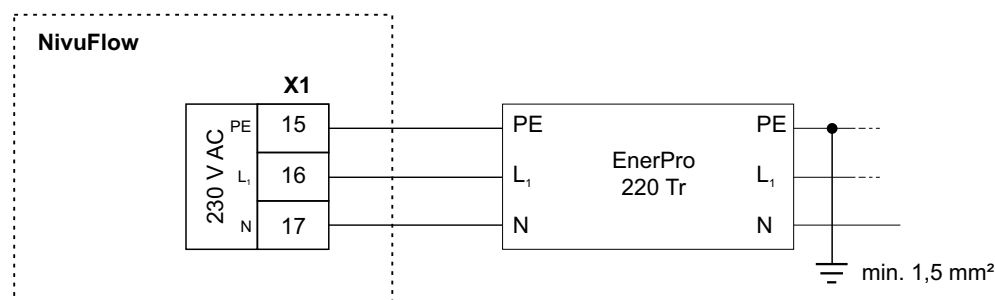 NivuFlow
X1
230 V AC
PE 15
L₁ 16
N 17
PE PE
EnerPro
L₁ L₁
220 Tr
N N
min. 1,5 mm²